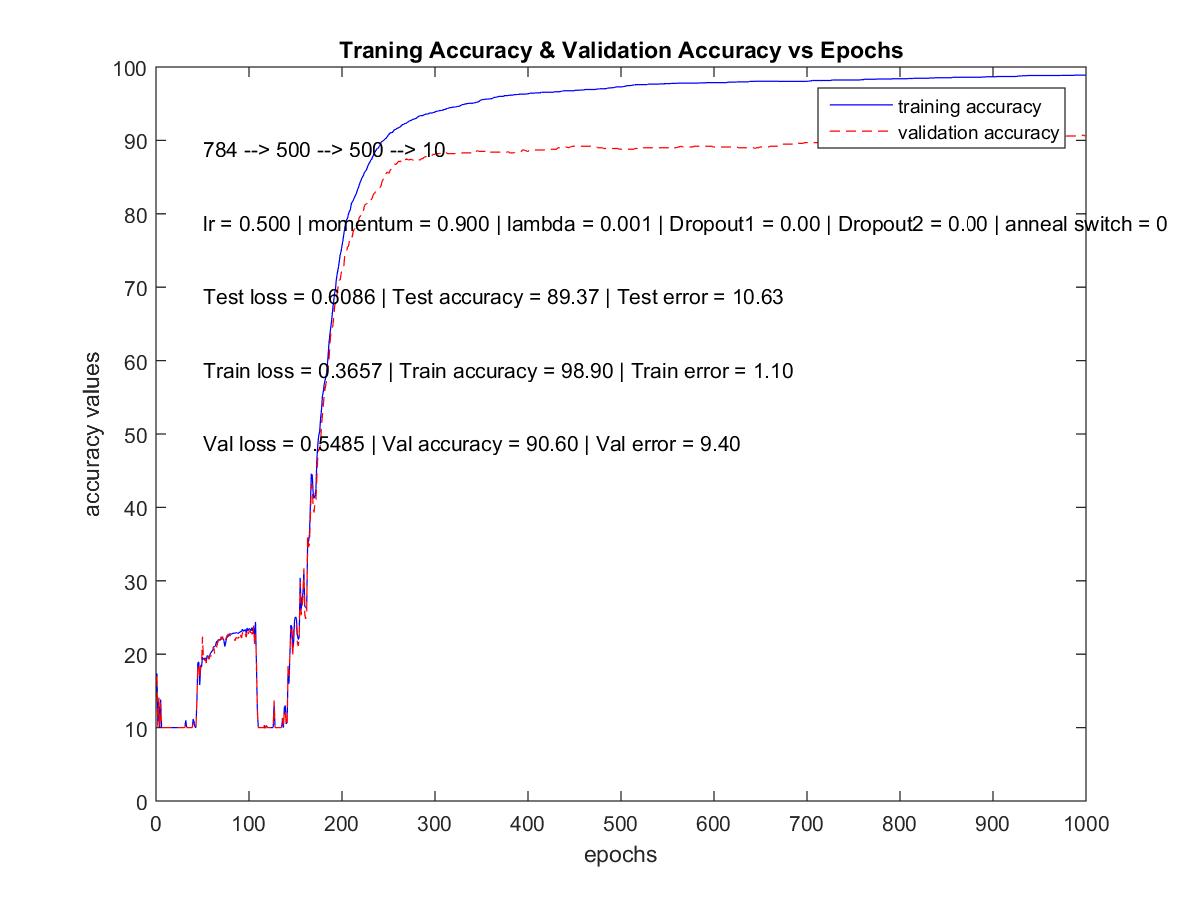 Traning Accuracy & Validation Accuracy vs Epochs
100
training accuracy
validation accuracy
90
784 --> 500 --> 500 --> 10
80
lr = 0.500 | momentum = 0.900 | lambda = 0.001 | Dropout1 = 0.00 | Dropout2 = 0.00 | anneal switch = 0
70
Test loss = 0.6086 | Test accuracy = 89.37 | Test error = 10.63
60
Train loss = 0.3657 | Train accuracy = 98.90 | Train error = 1.10
50
Val loss = 0.5485 | Val accuracy = 90.60 | Val error = 9.40
40
30
20
10
0
accuracy values
0 100 200 300 400 500 600 700 800 900 1000
epochs